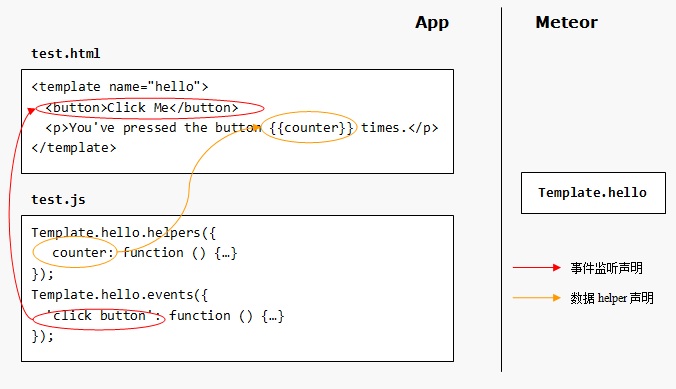 App
Meteor
test.html
<template name="hello">
<button>Click Me</button>
<p>You've pressed the button {{counter}} times.</p>
</template>
test.js
Template.hello.helpers({
counter: function () {…}
});
Template.hello.events({
'click button': function () {…}
});
Template.hello
事件监听声明
数据 helper 声明